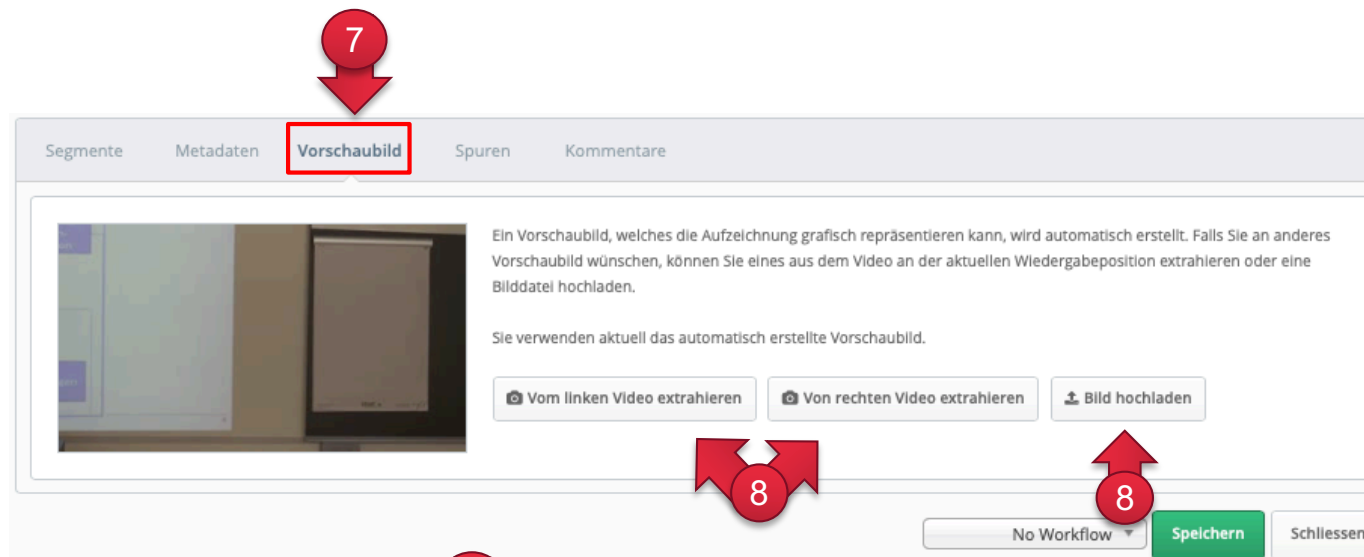 7
Segmente Metadaten Vorschaubild Spuren Kommentare
Ein Vorschaubild, welches die Aufzeichnung grafisch repräsentieren kann, wird automatisch erstellt. Falls Sie an anderes
Vorschaubild wünschen, können Sie eines aus dem Video an der aktuellen Wiedergabeposition extrahieren oder eine
Bilddatei hochladen.
Sie verwenden aktuell das automatisch erstellte Vorschaubild.
Vom linken Video extrahieren Von rechten Video extrahieren Bild hochladen
8 8
No Workflow Speichern Schliessen